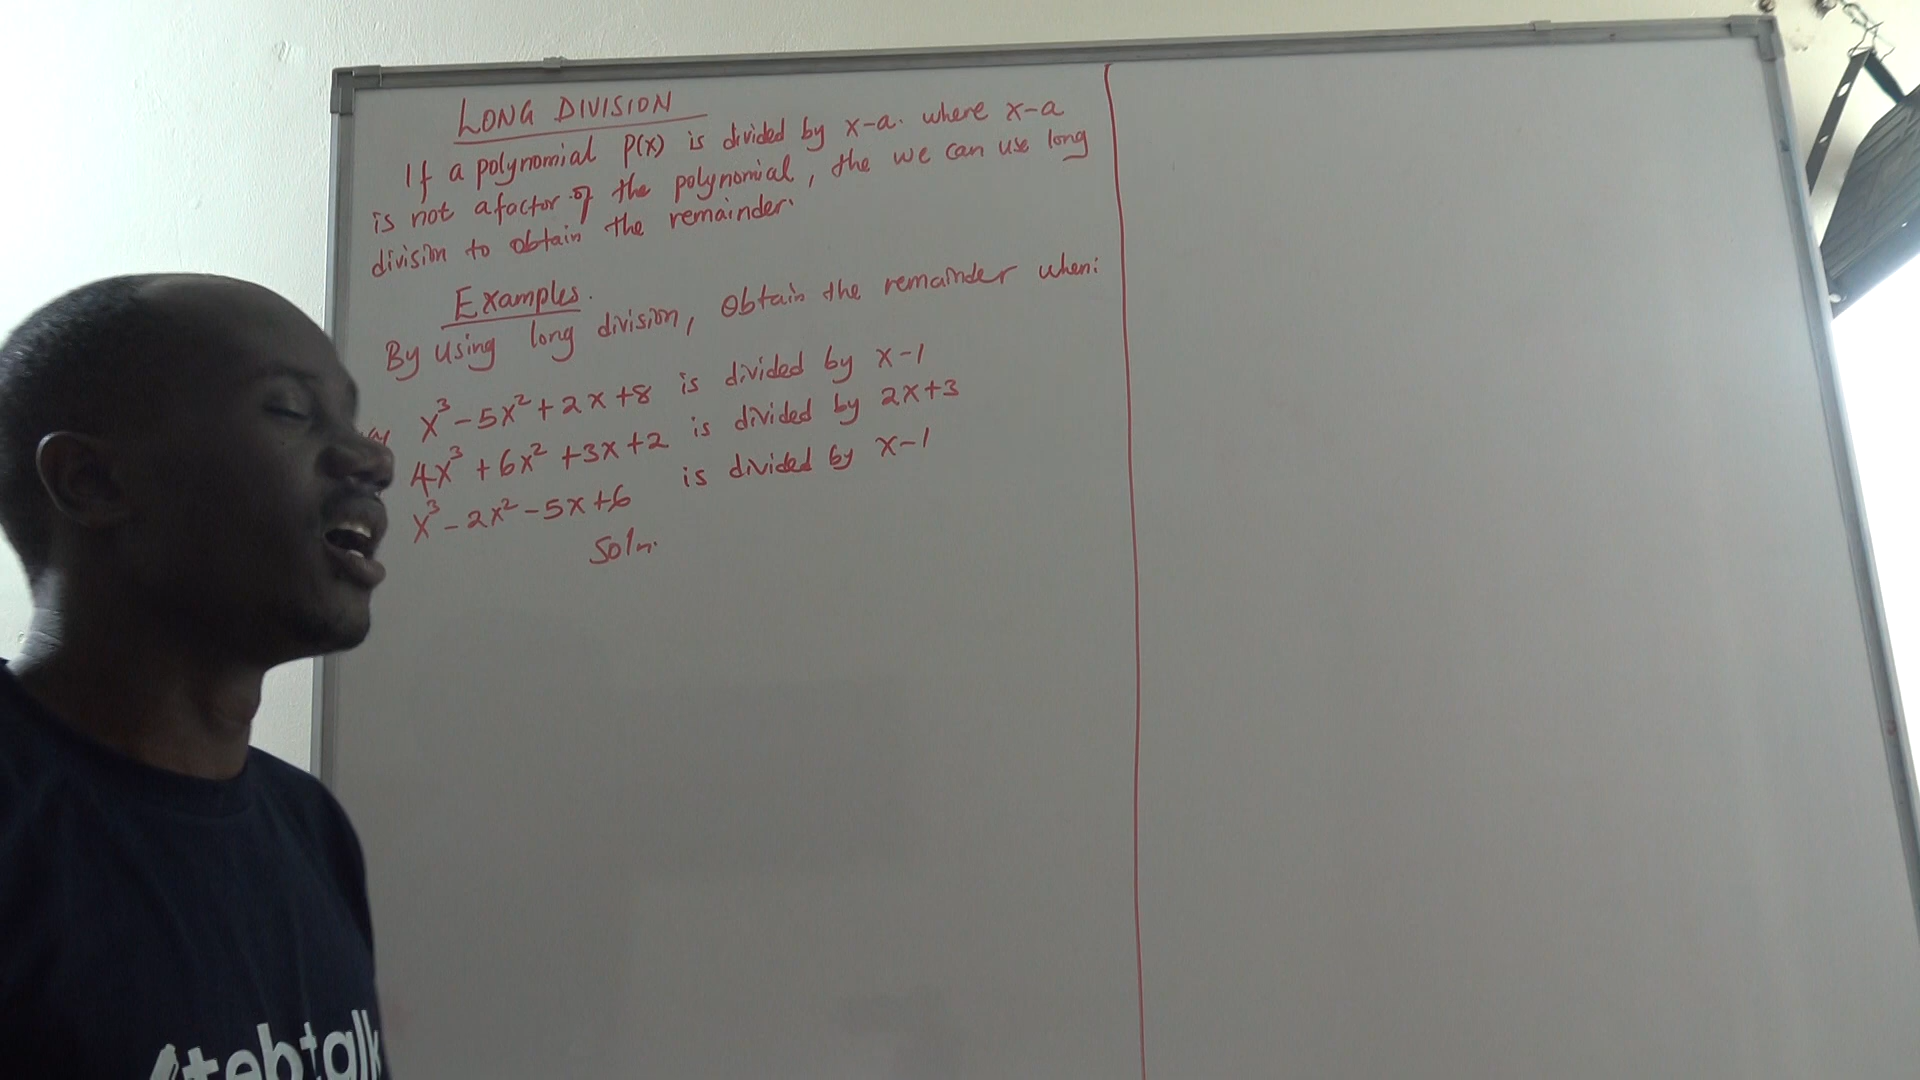 LONG DIVISION
If a polynomial P(x) is divided by x-a. where x-a
is not a factor of the polynomial, the we can use long
division to obtain the remainder.
Examples.
By using long division, obtain the remainder when:
x³ - 5x² + 2x + 8 is divided by x-1
4x³ + 6x² + 3x + 2 is divided by 2x+3
x³ - 2x² - 5x + 6 is divided by x-1
Soln.
tebtalk